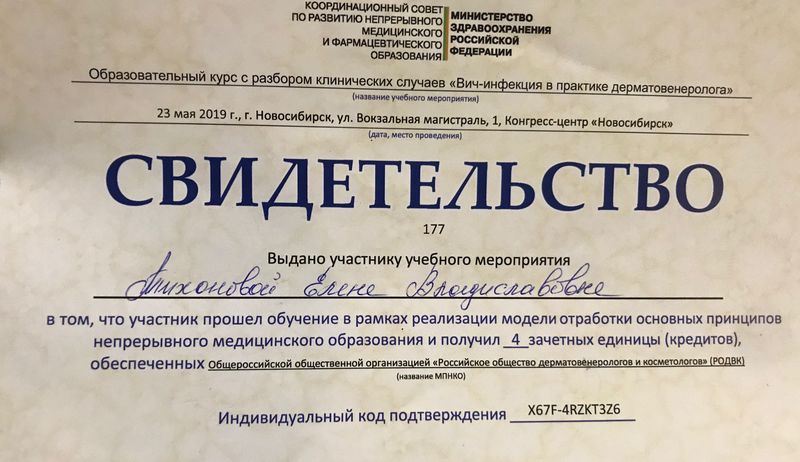 КООРДИНАЦИОННЫЙ СОВЕТ
ПО РАЗВИТИЮ НЕПРЕРЫВНОГО
МЕДИЦИНСКОГО
И ФАРМАЦЕВТИЧЕСКОГО
ОБРАЗОВАНИЯ
МИНИСТЕРСТВО
ЗДРАВООХРАНЕНИЯ
РОССИЙСКОЙ
ФЕДЕРАЦИИ
Образовательный курс с разбором клинических случаев «Вич-инфекция в практике дерматовенеролога»
(название учебного мероприятия)
23 мая 2019 г., г. Новосибирск, ул. Вокзальная магистраль, 1, Конгресс-центр «Новосибирск»
(дата, место проведения)
СВИДЕТЕЛЬСТВО
177
Выдано участнику учебного мероприятия
Тихоновой Елене Владиславовне
в том, что участник прошел обучение в рамках реализации модели отработки основных принципов
непрерывного медицинского образования и получил 4 зачетных единицы (кредитов),
обеспеченных Общероссийской общественной организацией «Российское общество дерматовенерологов и косметологов» (РОДВК)
(название МПНКО)
Индивидуальный код подтверждения X67F-4RZKT3Z6